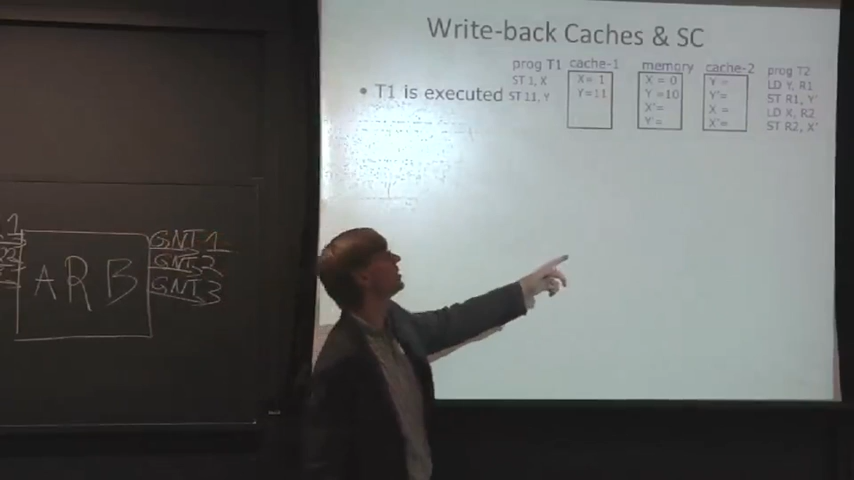 Write-back Caches & SC
prog T1 cache-1 memory cache-2 prog T2
ST 1, X X= 1 X = 0 Y = LD Y, R1
• T1 is executed ST 11, Y Y=11 Y =10 Y'= ST R1, Y'
X'= X = LD X, R2
Y'= X'= ST R2, X'
1
ARB
GNT 1
GNT 2
GNT 3